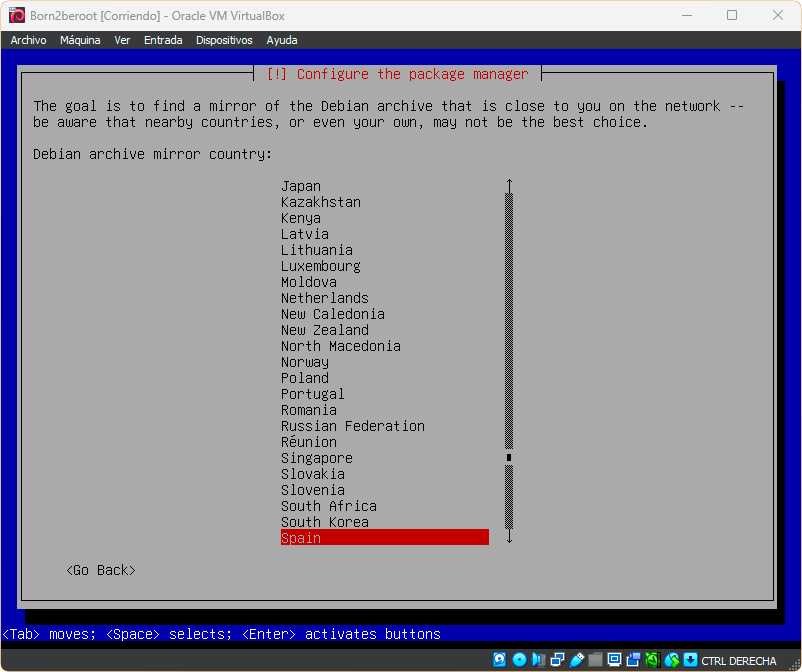 Born2beroot [Corriendo] - Oracle VM VirtualBox
Archivo Máquina Ver Entrada Dispositivos Ayuda
[!] Configure the package manager
The goal is to find a mirror of the Debian archive that is close to you on the network --
be aware that nearby countries, or even your own, may not be the best choice.
Debian archive mirror country:
Japan
Kazakhstan
Kenya
Latvia
Lithuania
Luxembourg
Moldova
Netherlands
New Caledonia
New Zealand
North Macedonia
Norway
Poland
Portugal
Romania
Russian Federation
Réunion
Singapore
Slovakia
Slovenia
South Africa
South Korea
Spain
<Go Back>
<Tab> moves; <Space> selects; <Enter> activates buttons
CTRL DERECHA